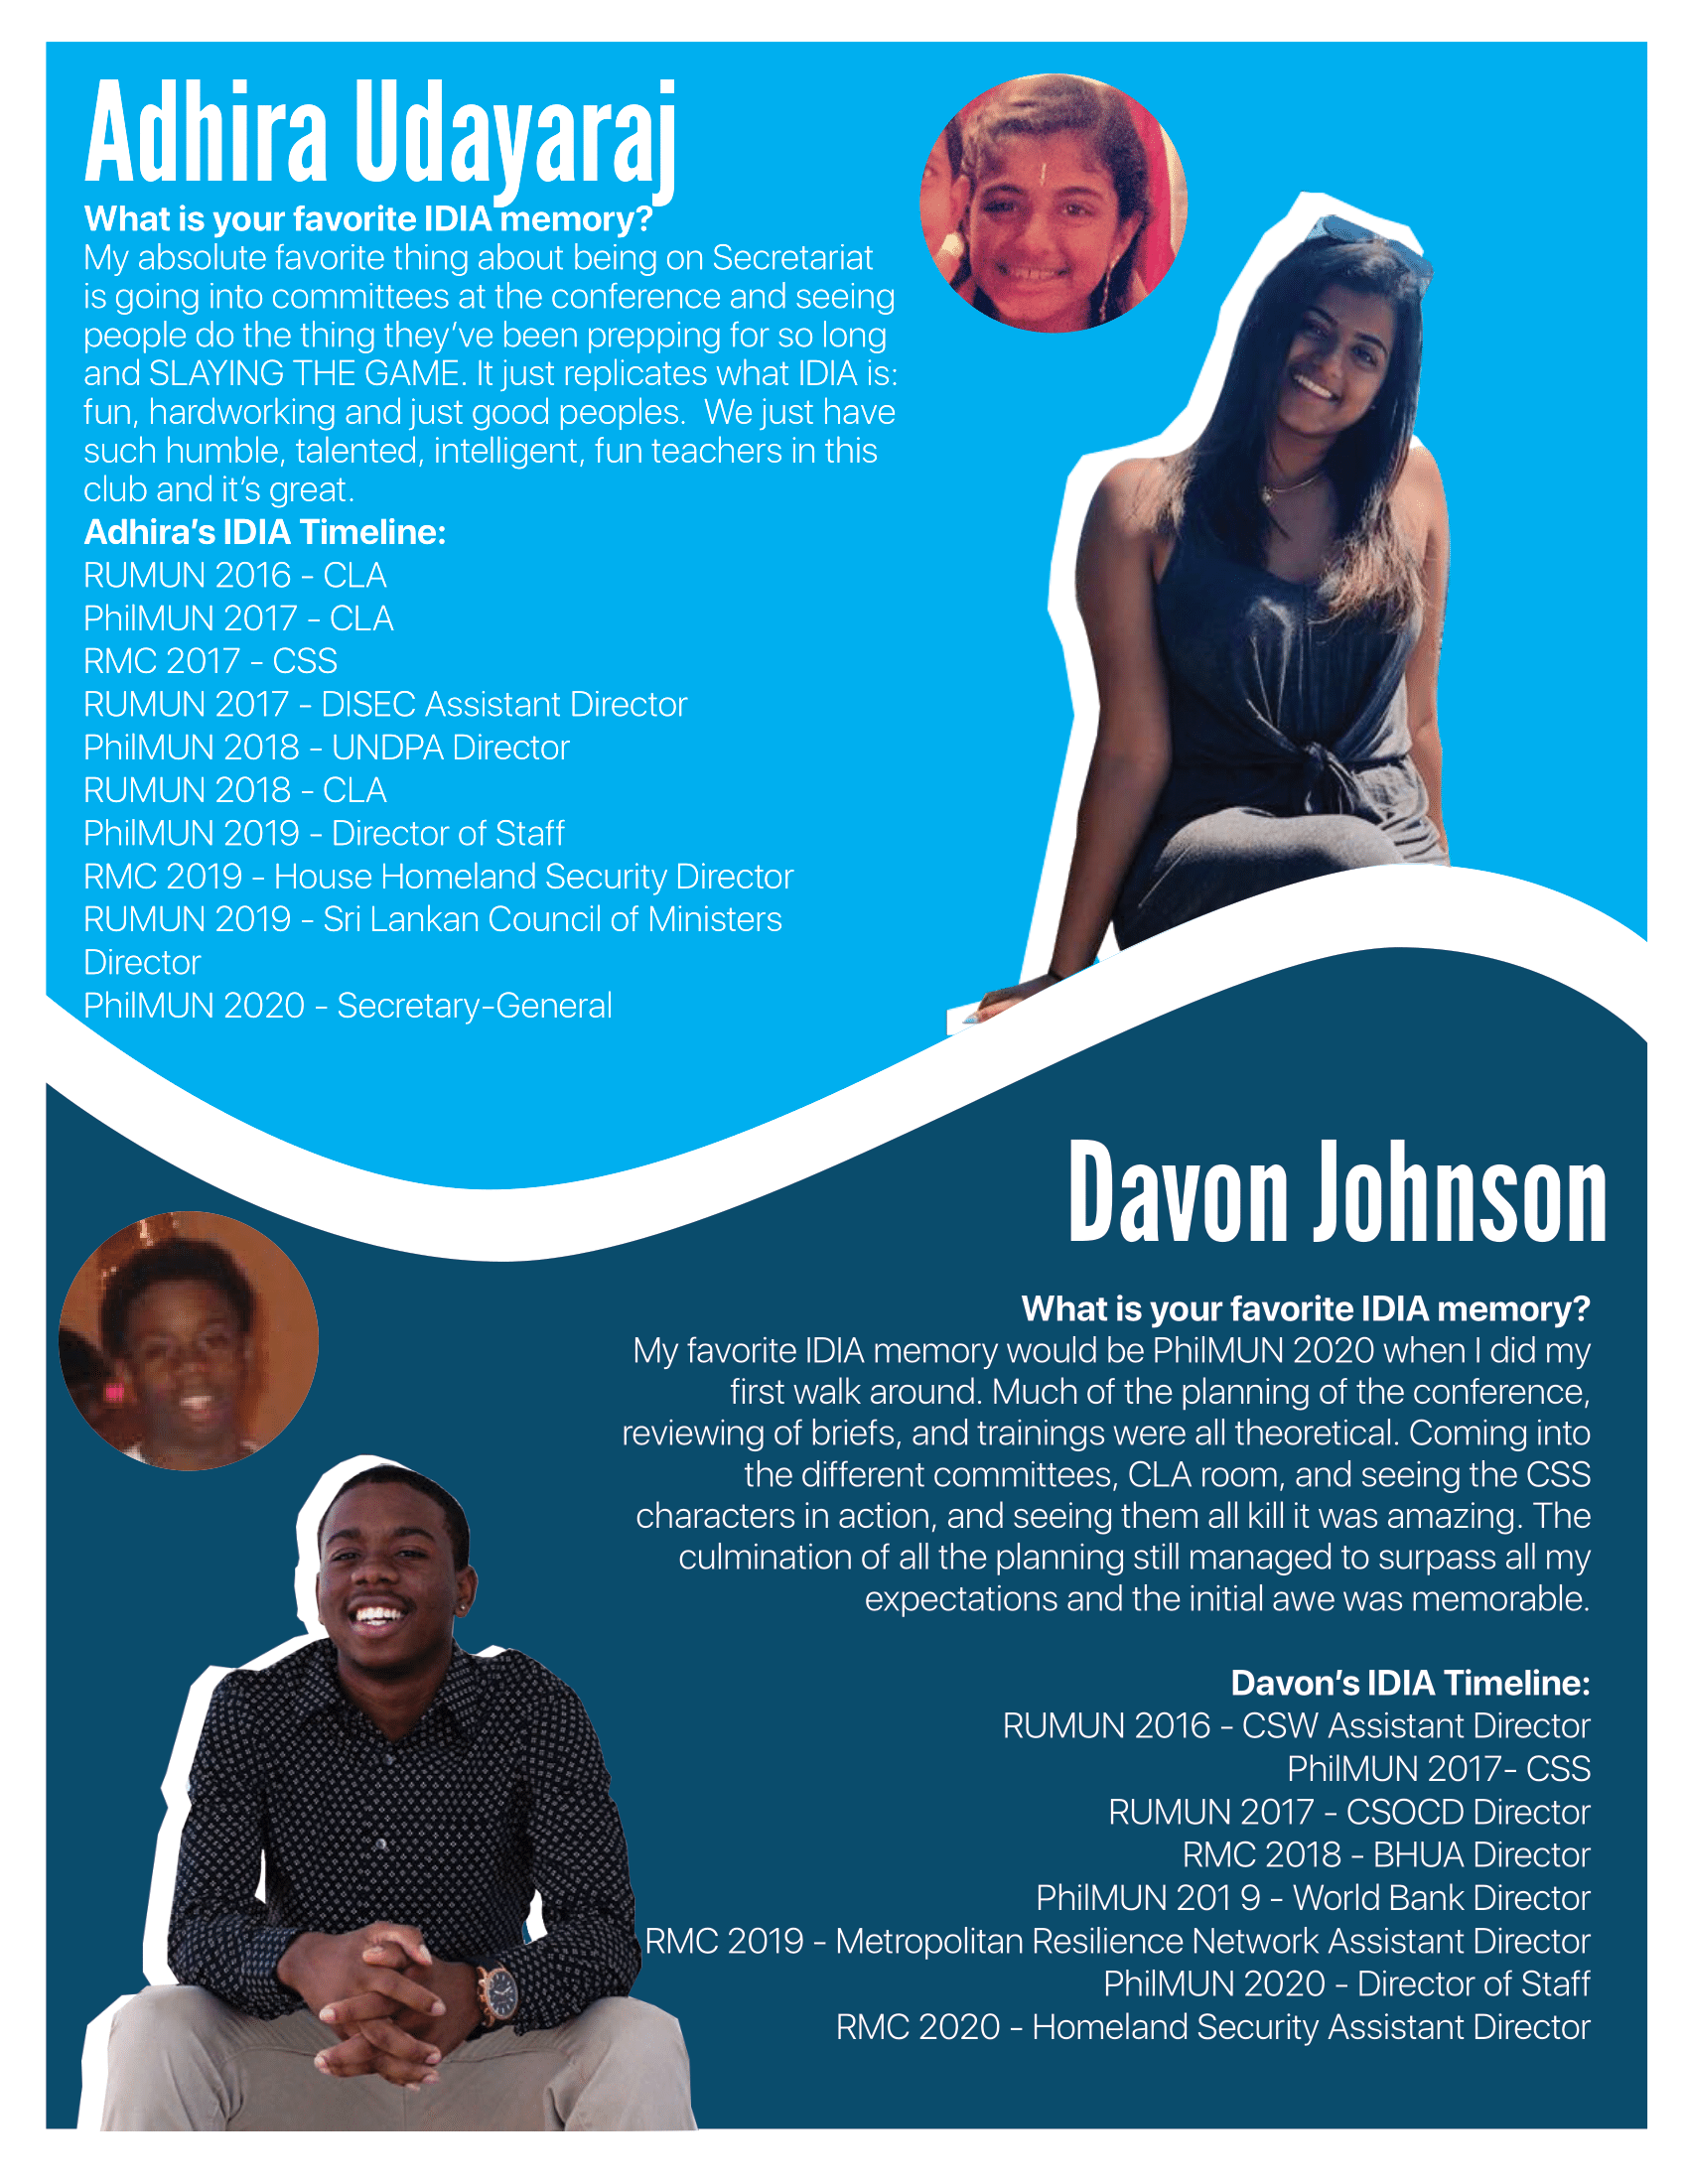 Adhira Udayaraj
What is your favorite IDIA memory?
My absolute favorite thing about being on Secretariat
is going into committees at the conference and seeing
people do the thing they've been prepping for so long
and SLAYING THE GAME. It just replicates what IDIA is:
fun, hardworking and just good peoples.  We just have
such humble, talented, intelligent, fun teachers in this
club and it's great.
Adhira's IDIA Timeline:
RUMUN 2016 - CLA
PhilMUN 2017 - CLA
RMC 2017 - CSS
RUMUN 2017 - DISEC Assistant Director
PhilMUN 2018 - UNDPA Director
RUMUN 2018 - CLA
PhilMUN 2019 - Director of Staff
RMC 2019 - House Homeland Security Director
RUMUN 2019 - Sri Lankan Council of Ministers
Director
PhilMUN 2020 - Secretary-General
Davon Johnson
What is your favorite IDIA memory?
My favorite IDIA memory would be PhilMUN 2020 when I did my
first walk around. Much of the planning of the conference,
reviewing of briefs, and trainings were all theoretical. Coming into
the different committees, CLA room, and seeing the CSS
characters in action, and seeing them all kill it was amazing. The
culmination of all the planning still managed to surpass all my
expectations and the initial awe was memorable.
Davon's IDIA Timeline:
RUMUN 2016 - CSW Assistant Director
PhilMUN 2017- CSS
RUMUN 2017 - CSOCD Director
RMC 2018 - BHUA Director
PhilMUN 201 9 - World Bank Director
RMC 2019 - Metropolitan Resilience Network Assistant Director
PhilMUN 2020 - Director of Staff
RMC 2020 - Homeland Security Assistant Director